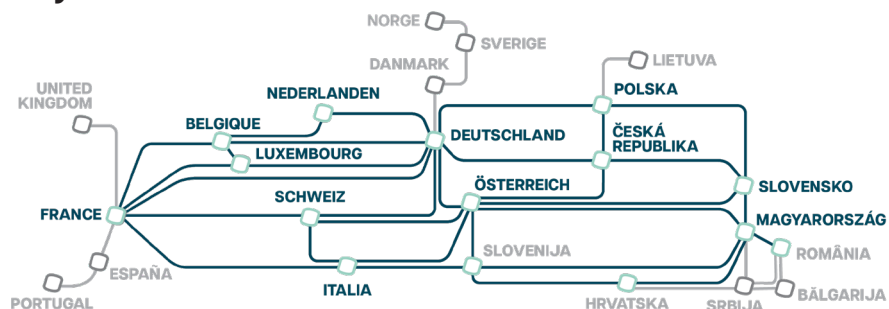 NORGE
SVERIGE
DANMARK
LIETUVA
UNITED
KINGDOM
NEDERLANDEN
POLSKA
BELGIQUE
DEUTSCHLAND
ČESKÁ
REPUBLIKA
LUXEMBOURG
ÖSTERREICH
SLOVENSKO
SCHWEIZ
FRANCE
MAGYARORSZÁG
SLOVENIJA
ROMÂNIA
ESPAÑA
ITALIA
PORTUGAL
HRVATSKA
SRBIJA
BĂLGARIJA